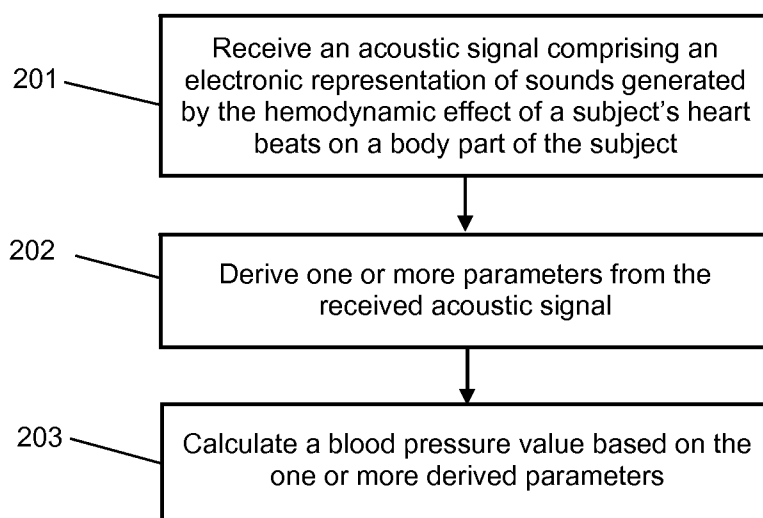 201
Receive an acoustic signal comprising an
electronic representation of sounds generated
by the hemodynamic effect of a subject's heart
beats on a body part of the subject
202
Derive one or more parameters from the
received acoustic signal
203
Calculate a blood pressure value based on the
one or more derived parameters